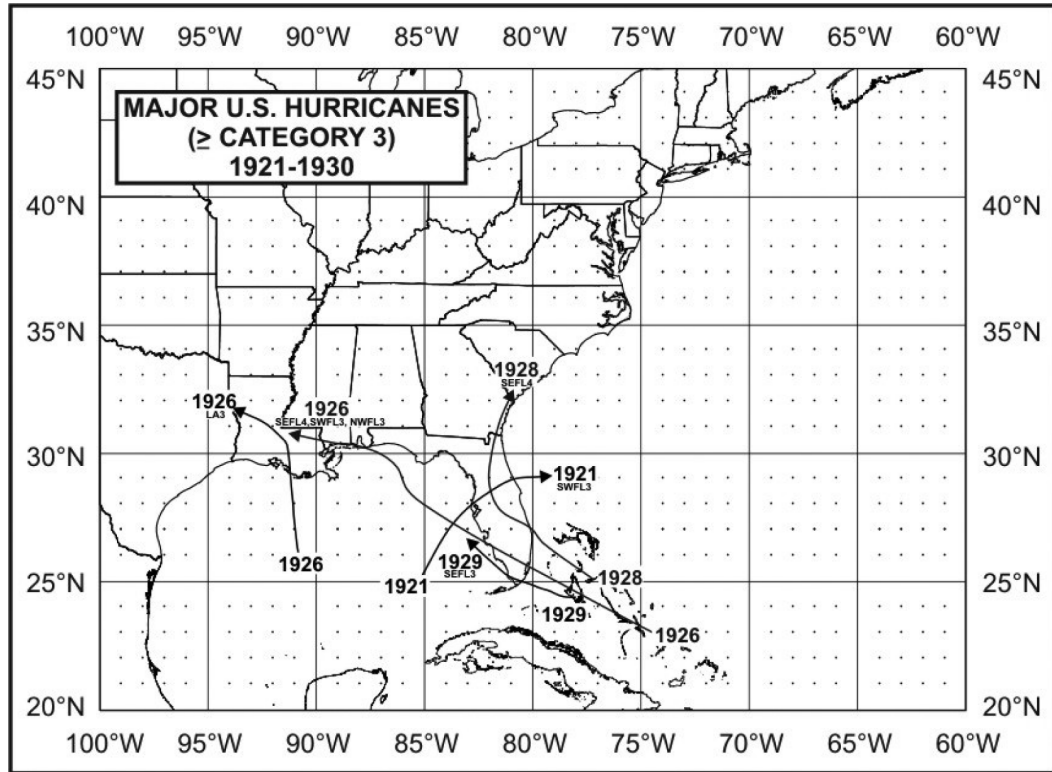 100°W 95°W 90°W 85°W 80°W 75°W 70°W 65°W 60°W
45°N 45°N
MAJOR U.S. HURRICANES
(≥ CATEGORY 3)
1921-1930
40°N 40°N
35°N 35°N
1928
SEFL4
1926
LA3
1926
SEFL4,SWFL3, NWFL3
30°N 30°N
1921
SWFL3
1926
1929
SEFL3
1921
1928
25°N 25°N
1929
1926
20°N 20°N
100°W 95°W 90°W 85°W 80°W 75°W 70°W 65°W 60°W